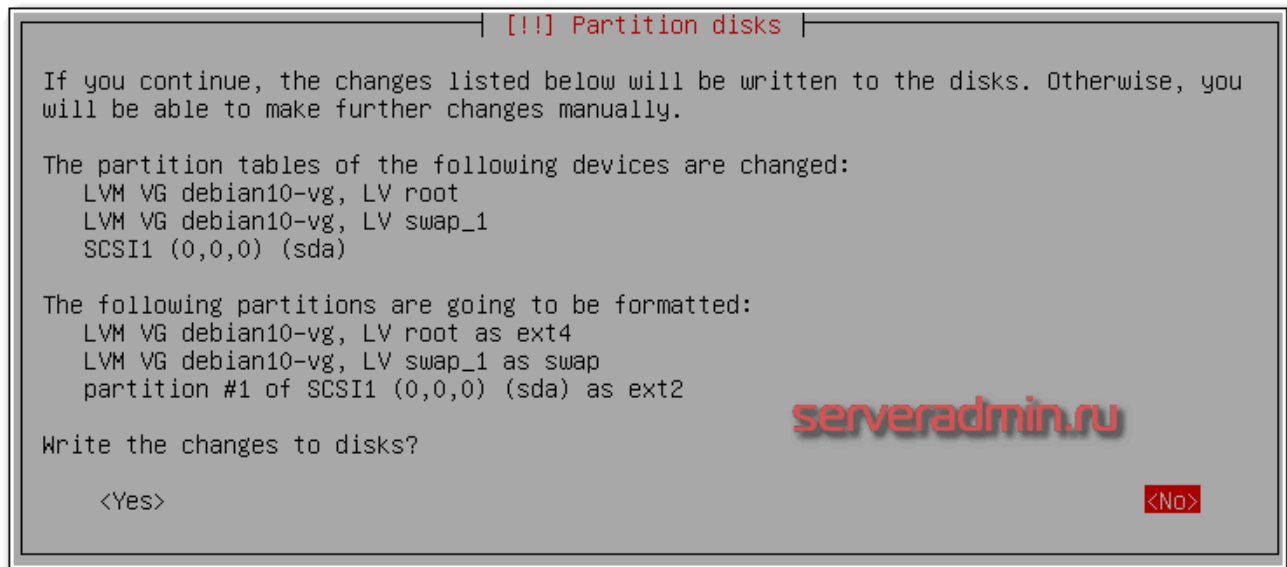 [!!] Partition disks
If you continue, the changes listed below will be written to the disks. Otherwise, you
will be able to make further changes manually.
The partition tables of the following devices are changed:
LVM VG debian10-vg, LV root
LVM VG debian10-vg, LV swap_1
SCSI1 (0,0,0) (sda)
The following partitions are going to be formatted:
LVM VG debian10-vg, LV root as ext4
LVM VG debian10-vg, LV swap_1 as swap
partition #1 of SCSI1 (0,0,0) (sda) as ext2
serveradmin.ru
Write the changes to disks?
<Yes> <No>